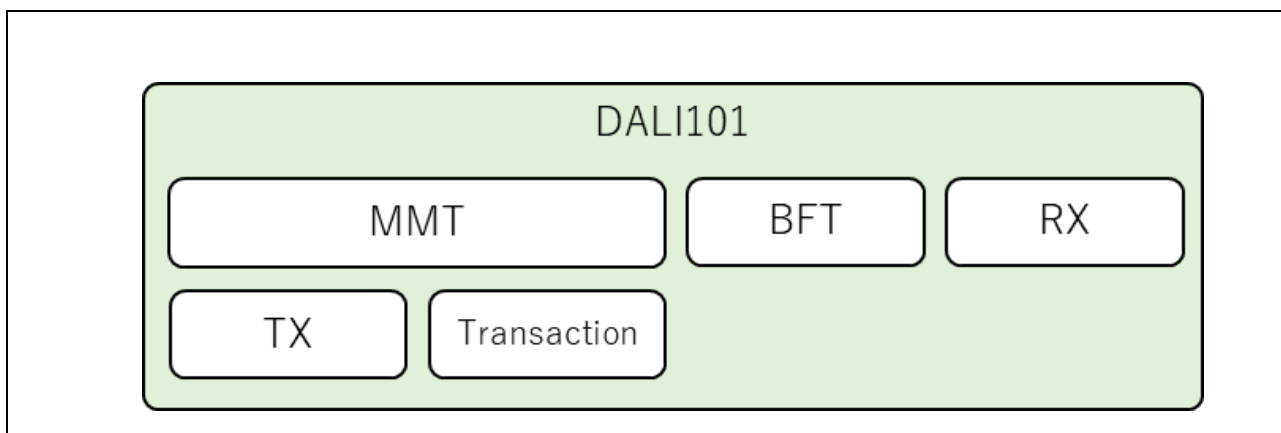 DALI101
MMT
BFT
RX
TX
Transaction